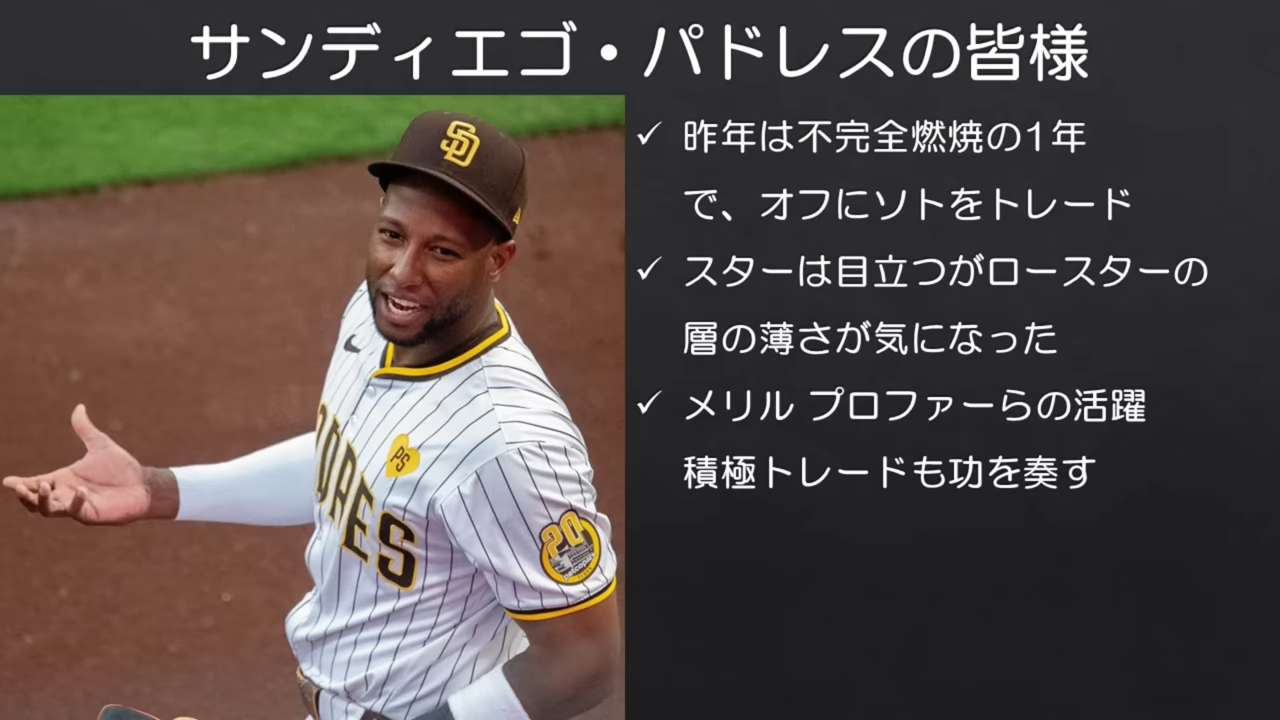 サンディエゴ・パドレスの皆様
✓ 昨年は不完全燃焼の1年
で、オフにソトをトレード
✓ スターは目立つがロースターの
層の薄さが気になった
✓ メリル プロファーらの活躍
積極トレードも功を奏す
SD
PS
DRES
20
petcopark